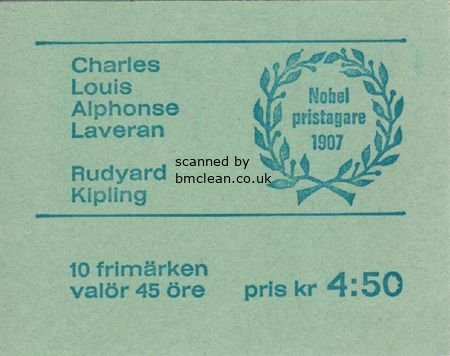 Charles
Louis
Alphonse
Laveran
Rudyard
Kipling
Nobel
pristagare
1907
scanned by
bmclean.co.uk
10 frimärken
valör 45 öre
pris kr 4:50